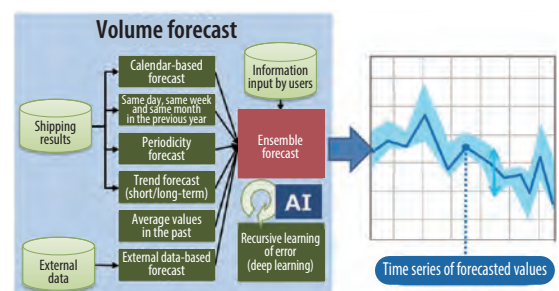 Volume forecast
Calendar-based
forecast
Information
input by users
Same day, same week
and same month
in the previous year
Shipping
results
Ensemble
forecast
Periodicity
forecast
Trend forecast
(short/long-term)
AI
Average values
in the past
Recursive learning
of error
(deep learning)
External
data
External data-based
forecast
Time series of forecasted values